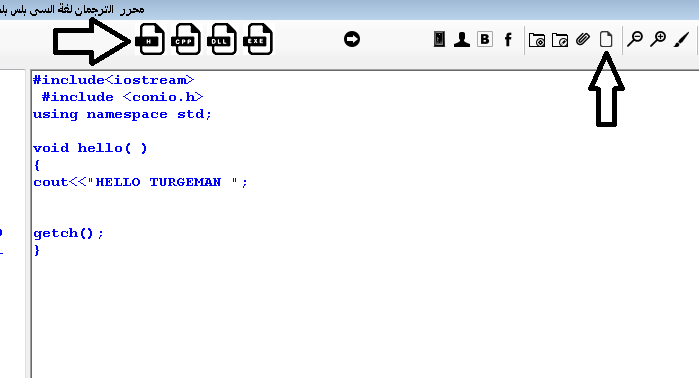 محرر الترجمان لغة السي بلس بلس
H CPP DLL EXE
B f
#include<iostream>
#include <conio.h>
using namespace std;
void hello( )
{
cout<<"HELLO TURGEMAN ";
getch();
}